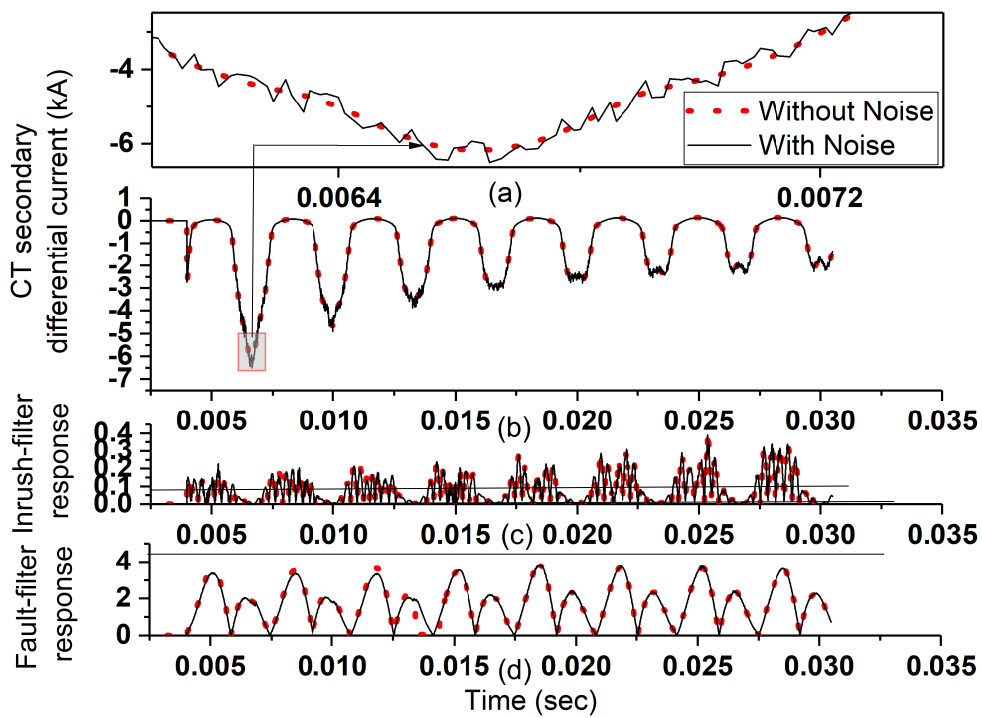 -4
-6
Without Noise
With Noise
0.0064
(a)
0.0072
CT secondary
differential current (kA)
1
0
-1
-2
-3
-4
-5
-6
-7
0.005 0.010 0.015 0.020 0.025 0.030 0.035
(b)
Inrush-filter
response
0.4
0.3
0.2
0.1
0.0
0.005 0.010 0.015 0.020 0.025 0.030 0.035
(c)
Fault-filter
response
4
2
0
0.005 0.010 0.015 0.020 0.025 0.030 0.035
(d)
Time (sec)